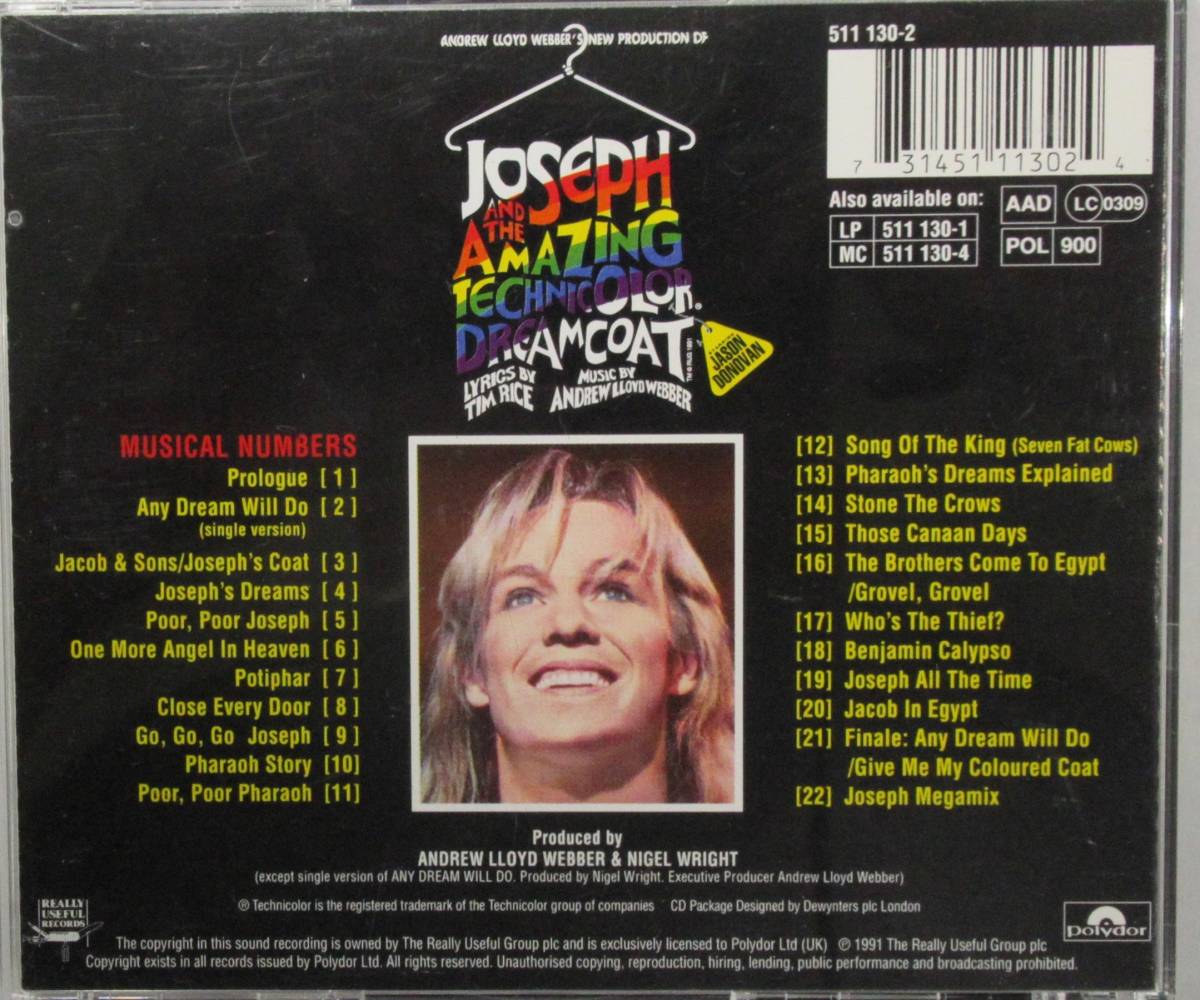 ANDREW LLOYD WEBBER'S NEW PRODUCTION OF
JOSEPH
AND THE
AMAZING
TECHNICOLOR®
DREAMCOAT
LYRICS BY
TIM RICE
MUSIC BY
ANDREW LLOYD WEBBER
JASON
DONOVAN
511 130-2
7 31451 11302 4
Also available on:
LP 511 130-1
MC 511 130-4
AAD
LC 0309
POL 900
MUSICAL NUMBERS
Prologue [ 1 ]
Any Dream Will Do [ 2 ]
(single version)
Jacob & Sons/Joseph's Coat [ 3 ]
Joseph's Dreams [ 4 ]
Poor, Poor Joseph [ 5 ]
One More Angel In Heaven [ 6 ]
Potiphar [ 7 ]
Close Every Door [ 8 ]
Go, Go, Go Joseph [ 9 ]
Pharaoh Story [10]
Poor, Poor Pharaoh [11]
[12] Song Of The King (Seven Fat Cows)
[13] Pharaoh's Dreams Explained
[14] Stone The Crows
[15] Those Canaan Days
[16] The Brothers Come To Egypt
/Grovel, Grovel
[17] Who's The Thief?
[18] Benjamin Calypso
[19] Joseph All The Time
[20] Jacob In Egypt
[21] Finale: Any Dream Will Do
/Give Me My Coloured Coat
[22] Joseph Megamix
Produced by
ANDREW LLOYD WEBBER & NIGEL WRIGHT
(except single version of ANY DREAM WILL DO. Produced by Nigel Wright. Executive Producer Andrew Lloyd Webber)
® Technicolor is the registered trademark of the Technicolor group of companies CD Package Designed by Dewynters plc London
REALLY
USEFUL
RECORDS
polydor
The copyright in this sound recording is owned by The Really Useful Group plc and is exclusively licensed to Polydor Ltd (UK) ℗ 1991 The Really Useful Group plc
Copyright exists in all records issued by Polydor Ltd. All rights reserved. Unauthorised copying, reproduction, hiring, lending, public performance and broadcasting prohibited.